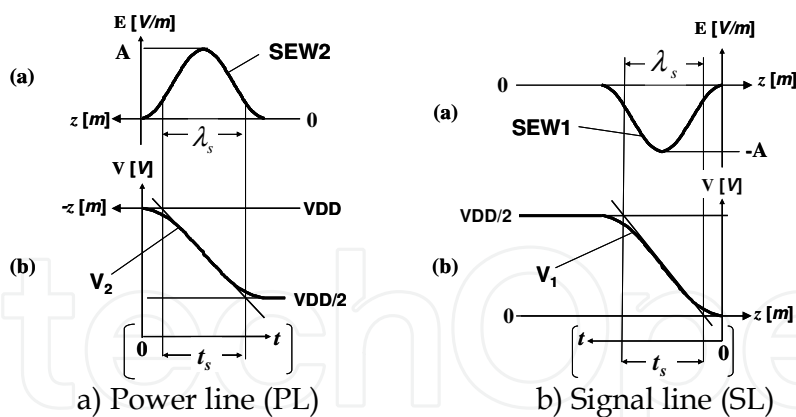 E [V/m]
A
SEW2
(a)
z [m]
0
λs
V [V]
-z [m]
VDD
(b)
V2
VDD/2
0
t
ts
a) Power line (PL)
E [V/m]
λs
0
z [m]
(a)
SEW1
-A
V [V]
VDD/2
(b)
V1
0
z [m]
t
0
ts
b) Signal line (SL)
techOpe